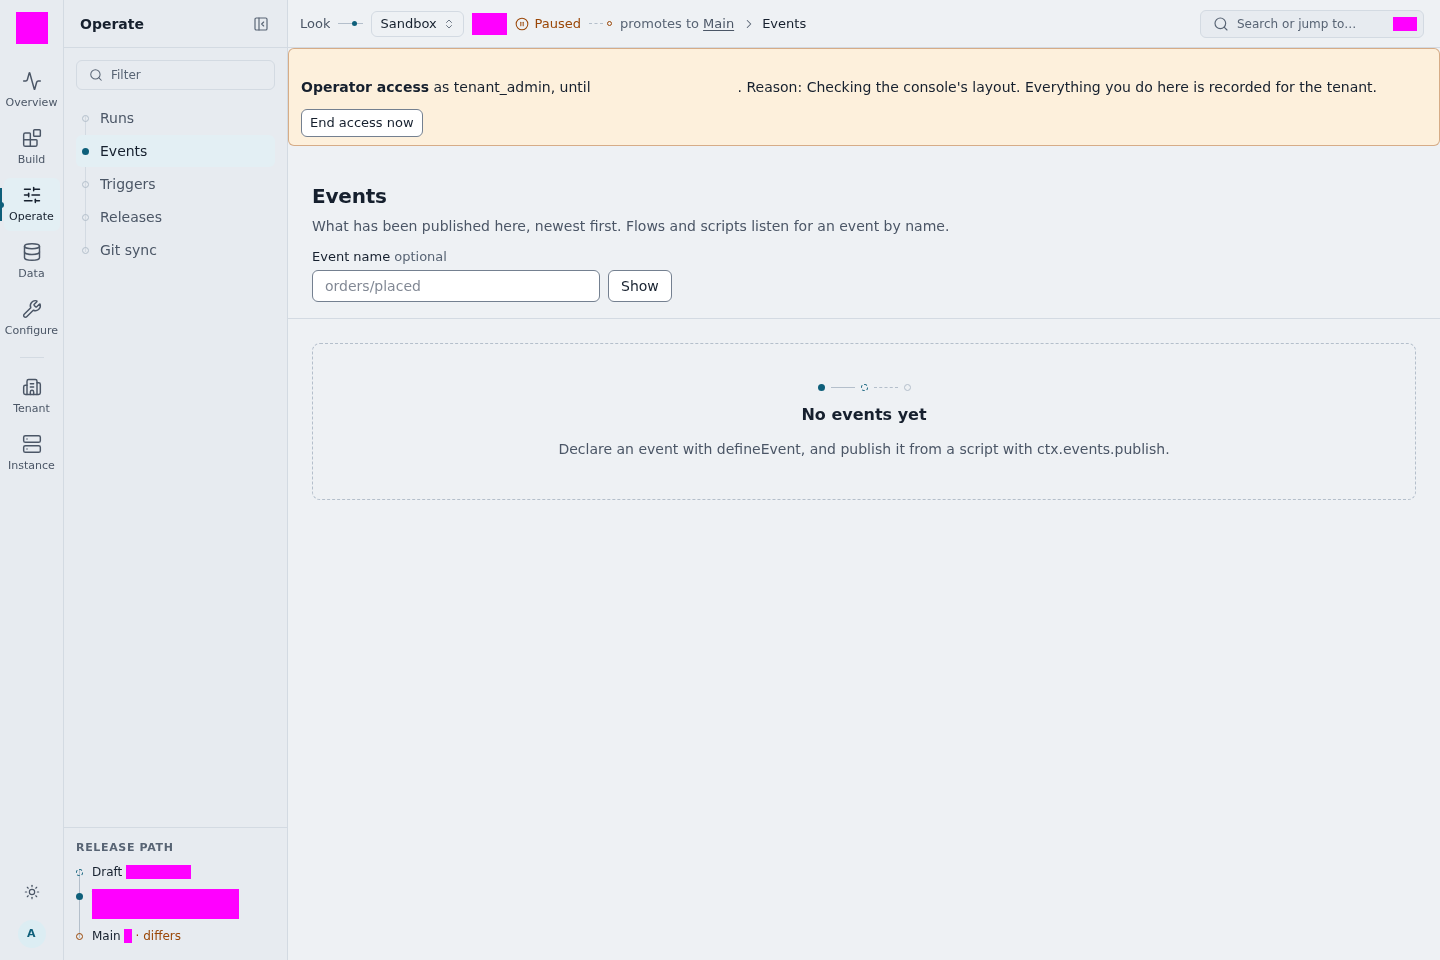 Operate
Look
Sandbox
Paused
promotes to Main
Events
Search or jump to...
Overview
Build
Operate
Data
Configure
Tenant
Instance
A
Filter
Runs
Events
Triggers
Releases
Git sync
RELEASE PATH
Draft
Main · differs
Operator access as tenant_admin, until . Reason: Checking the console's layout. Everything you do here is recorded for the tenant.
End access now
Events
What has been published here, newest first. Flows and scripts listen for an event by name.
Event name optional
orders/placed
Show
No events yet
Declare an event with defineEvent, and publish it from a script with ctx.events.publish.